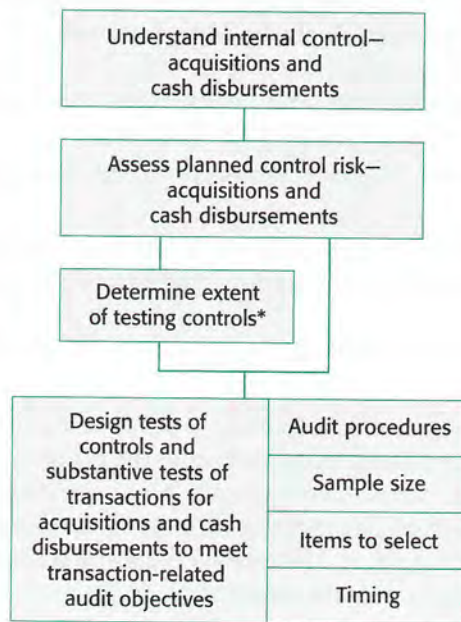 Understand internal control—
acquisitions and
cash disbursements
Assess planned control risk—
acquisitions and
cash disbursements
Determine extent
of testing controls*
Design tests of
controls and
substantive tests of
transactions for
acquisitions and cash
disbursements to meet
transaction-related
audit objectives
Audit procedures
Sample size
Items to select
Timing